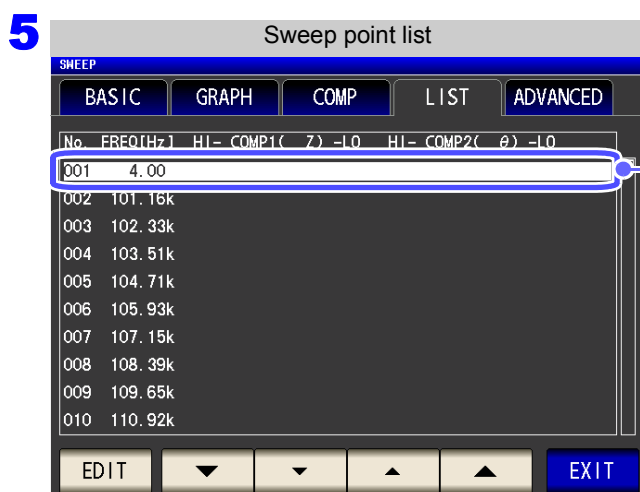 5
Sweep point list
SWEEP
BASIC GRAPH COMP LIST ADVANCED
No. FREQ[Hz] HI- COMP1( Z) -LO HI- COMP2( θ) -LO
001 4.00
002 101.16k
003 102.33k
004 103.51k
005 104.71k
006 105.93k
007 107.15k
008 108.39k
009 109.65k
010 110.92k
EDIT EXIT